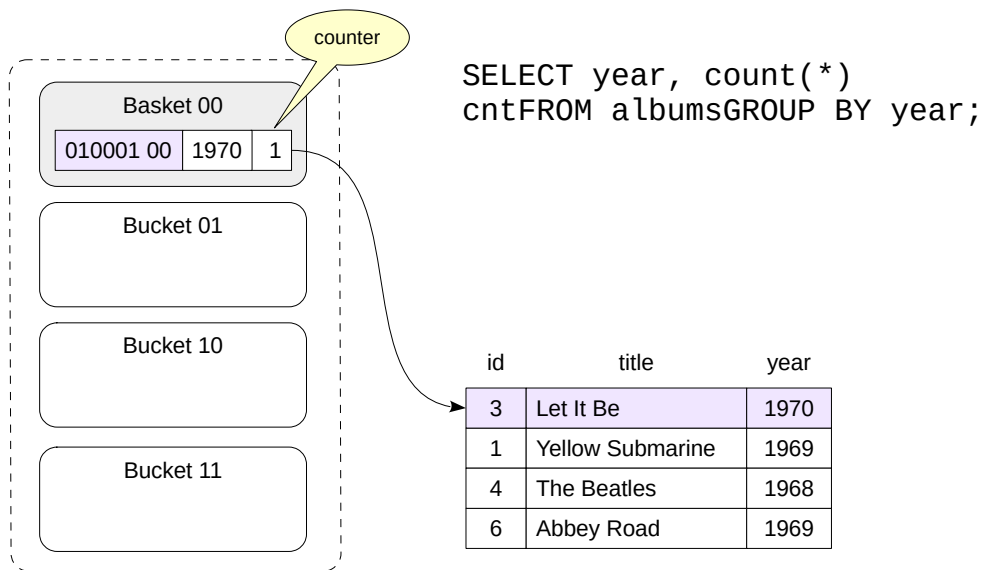 counter
SELECT year, count(*)
cntFROM albumsGROUP BY year;
Basket 00
010001 00 1970 1
Bucket 01
Bucket 10
Bucket 11
id title year
3 Let It Be 1970
1 Yellow Submarine 1969
4 The Beatles 1968
6 Abbey Road 1969